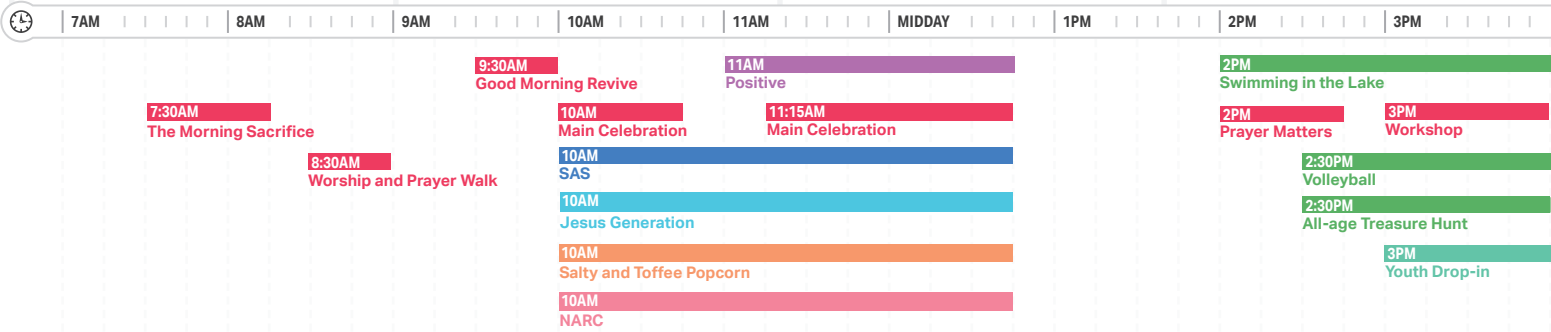 7AM 8AM 9AM 10AM 11AM MIDDAY 1PM 2PM 3PM
9:30AM 11AM 2PM
Good Morning Revive Positive Swimming in the Lake
7:30AM 10AM 11:15AM 2PM 3PM
The Morning Sacrifice Main Celebration Main Celebration Prayer Matters Workshop
8:30AM 10AM 2:30PM
Worship and Prayer Walk SAS Volleyball
10AM 2:30PM
Jesus Generation All-age Treasure Hunt
10AM 3PM
Salty and Toffee Popcorn Youth Drop-in
10AM
NARC